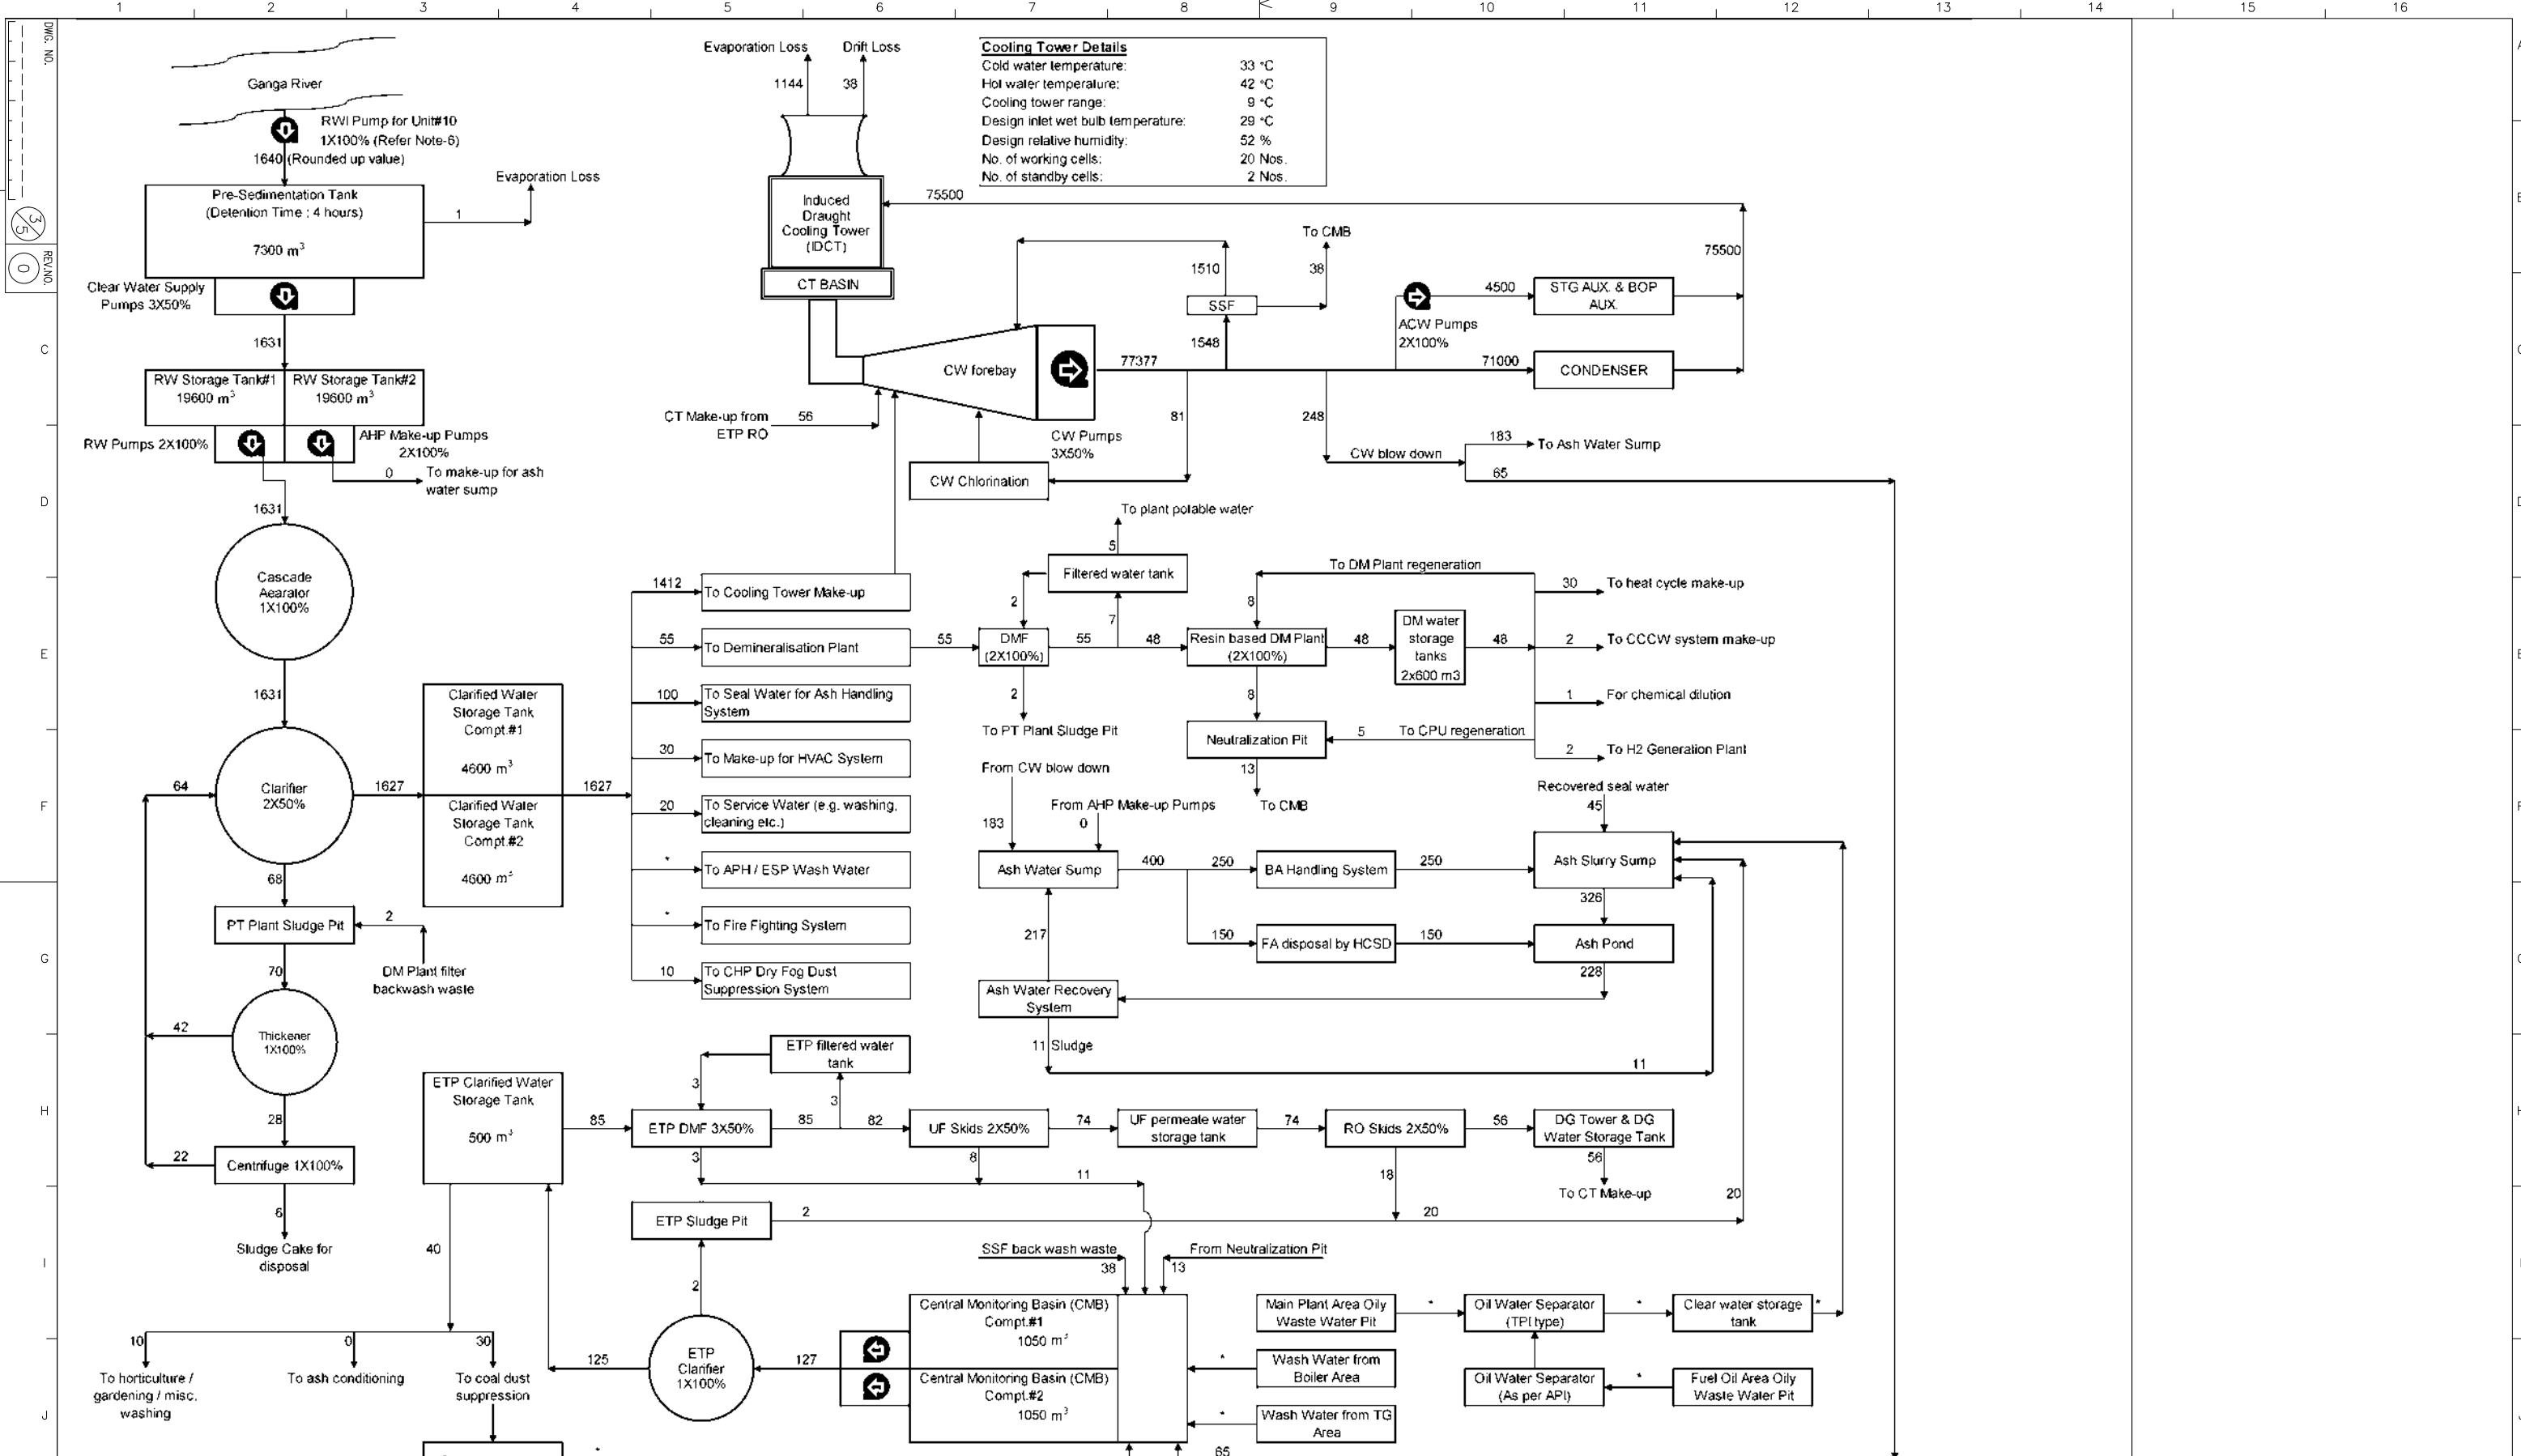 1 2 3 4 5 6 7 8 9 10 11 12 13 14 15 16
DWG. NO.
3/5
REV.NO.
0
A
B
C
C
D
D
E
F
F
G
H
H
I
J
Ganga River
RWI Pump for Unit#10
1X100% (Refer Note-6)
1640 (Rounded up value)
Pre-Sedimentation Tank
(Detention Time : 4 hours)
7300 m³
Evaporation Loss
1
Clear Water Supply
Pumps 3X50%
1631
RW Storage Tank#1
19600 m³
RW Storage Tank#2
19600 m³
RW Pumps 2X100%
AHP Make-up Pumps
2X100%
0
To make-up for ash
water sump
1631
Cascade
Aearator
1X100%
1631
Clarifier
2X50%
64
1627
68
Clarified Water
Storage Tank
Compt.#1
4600 m³
Clarified Water
Storage Tank
Compt.#2
4600 m³
1627
PT Plant Sludge Pit
2
DM Plant filter
backwash waste
70
Thickener
1X100%
42
28
Centrifuge 1X100%
22
6
Sludge Cake for
disposal
Evaporation Loss
Drift Loss
1144
38
Cooling Tower Details
Cold water temperature: 33 °C
Hot water temperature: 42 °C
Cooling tower range: 9 °C
Design inlet wet bulb temperature: 29 °C
Design relative humidity: 52 %
No. of working cells: 20 Nos.
No. of standby cells: 2 Nos.
Induced
Draught
Cooling Tower
(IDCT)
CT BASIN
75500
75500
To CMB
38
1510
SSF
1548
4500
STG AUX. & BOP
AUX.
ACW Pumps
2X100%
CW forebay
77377
71000
CONDENSER
CT Make-up from
ETP RO
56
CW Pumps
3X50%
81
248
CW Chlorination
CW blow down
183
To Ash Water Sump
65
1412
To Cooling Tower Make-up
55
To Demineralisation Plant
100
To Seal Water for Ash Handling
System
30
To Make-up for HVAC System
20
To Service Water (e.g. washing,
cleaning etc.)
*
To APH / ESP Wash Water
*
To Fire Fighting System
10
To CHP Dry Fog Dust
Suppression System
To plant potable water
5
Filtered water tank
2
7
55
DMF
(2X100%)
55
48
2
To PT Plant Sludge Pit
To DM Plant regeneration
8
Resin based DM Plant
(2X100%)
48
DM water
storage
tanks
2x600 m3
48
30
To heat cycle make-up
2
To CCCW system make-up
1
For chemical dilution
2
To H2 Generation Plant
8
5
To CPU regeneration
Neutralization Pit
13
To CMB
From CW blow down
183
From AHP Make-up Pumps
0
Recovered seal water
45
Ash Water Sump
400
250
BA Handling System
250
Ash Slurry Sump
326
217
150
FA disposal by HCSD
150
Ash Pond
228
Ash Water Recovery
System
11 Sludge
11
ETP Clarified Water
Storage Tank
500 m³
ETP filtered water
tank
3
3
85
ETP DMF 3X50%
85
82
UF Skids 2X50%
74
UF permeate water
storage tank
74
RO Skids 2X50%
56
DG Tower & DG
Water Storage Tank
3
8
11
18
56
To CT Make-up
20
ETP Sludge Pit
2
20
40
2
SSF back wash waste
38
From Neutralization Pit
13
10
0
30
To horticulture /
gardening / misc.
washing
To ash conditioning
To coal dust
suppression
125
ETP
Clarifier
1X100%
127
Central Monitoring Basin (CMB)
Compt.#1
1050 m³
Central Monitoring Basin (CMB)
Compt.#2
1050 m³
Main Plant Area Oily
Waste Water Pit
*
Oil Water Separator
(TPI type)
*
Clear water storage
tank
*
*
Wash Water from
Boiler Area
Oil Water Separator
(As per API)
*
Fuel Oil Area Oily
Waste Water Pit
*
Wash Water from TG
Area
65
*